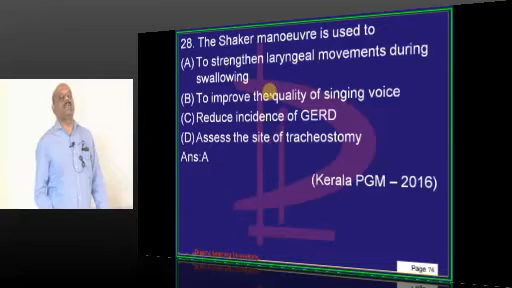 28. The Shaker manoeuvre is used to
(A) To strengthen laryngeal movements during
swallowing
(B) To improve the quality of singing voice
(C) Reduce incidence of GERD
(D) Assess the site of tracheostomy
Ans:A
(Kerala PGM – 2016)
Page 74